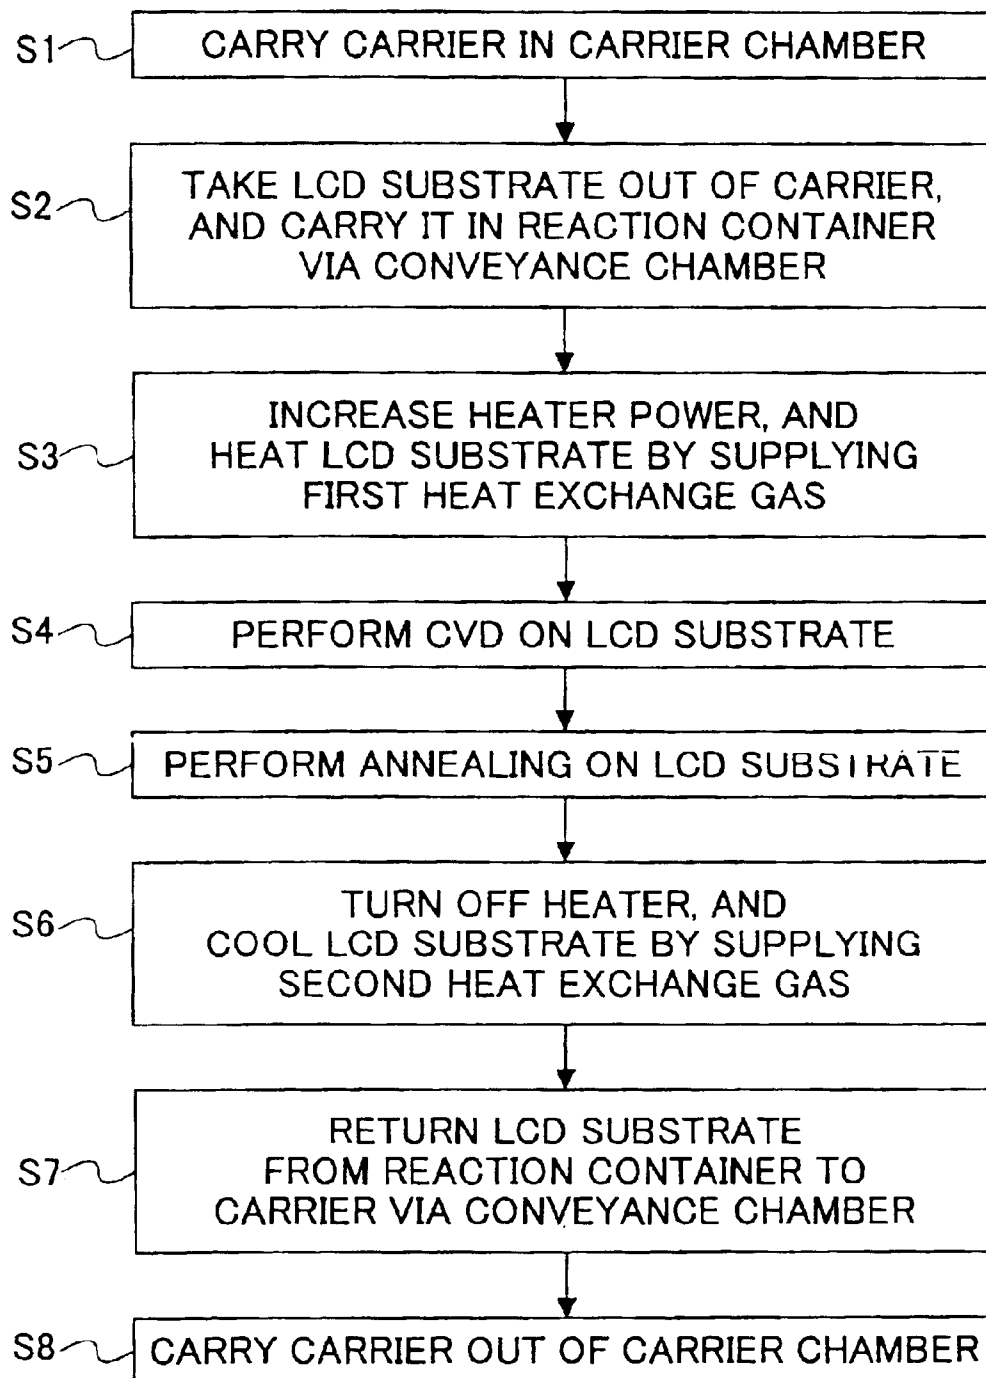 S1 CARRY CARRIER IN CARRIER CHAMBER
S2 TAKE LCD SUBSTRATE OUT OF CARRIER,
AND CARRY IT IN REACTION CONTAINER
VIA CONVEYANCE CHAMBER
S3 INCREASE HEATER POWER, AND
HEAT LCD SUBSTRATE BY SUPPLYING
FIRST HEAT EXCHANGE GAS
S4 PERFORM CVD ON LCD SUBSTRATE
S5 PERFORM ANNEALING ON LCD SUBSTRATE
S6 TURN OFF HEATER, AND
COOL LCD SUBSTRATE BY SUPPLYING
SECOND HEAT EXCHANGE GAS
S7 RETURN LCD SUBSTRATE
FROM REACTION CONTAINER TO
CARRIER VIA CONVEYANCE CHAMBER
S8 CARRY CARRIER OUT OF CARRIER CHAMBER